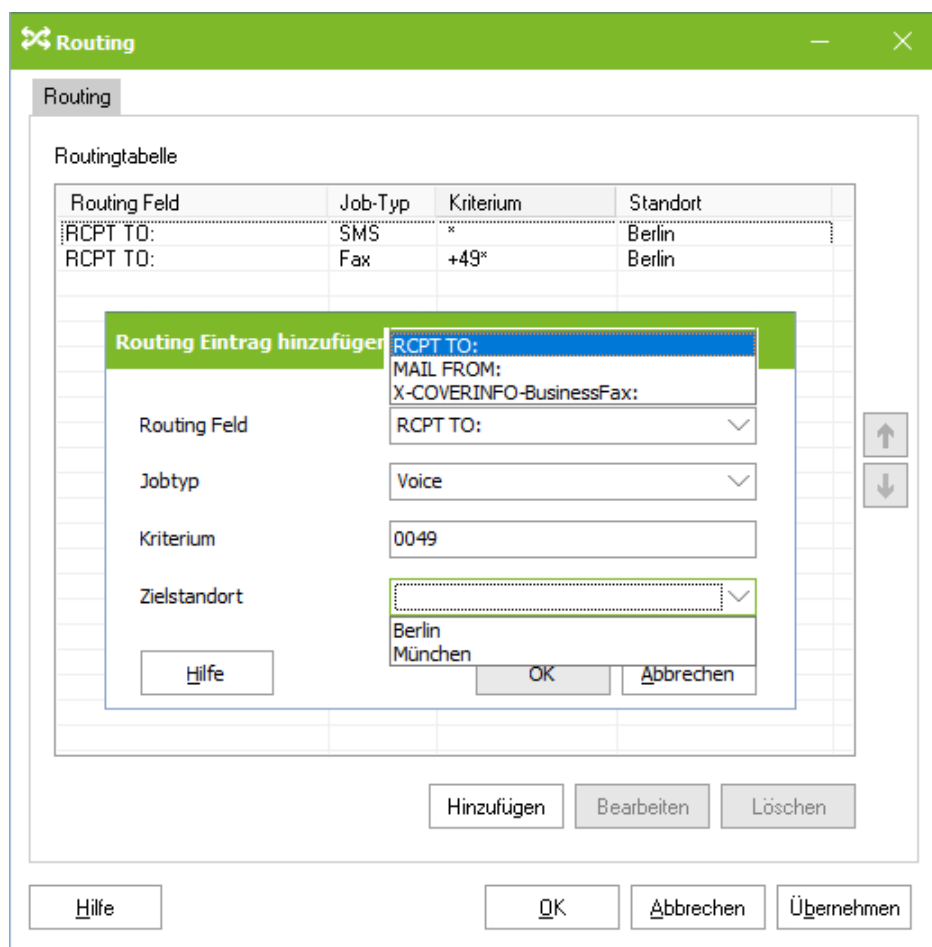 Routing
Routing
Routingtabelle
Routing Feld Job-Typ Kriterium Standort
RCPT TO: SMS * Berlin
RCPT TO: Fax +49* Berlin
Routing Eintrag hinzufügen
RCPT TO:
MAIL FROM:
X-COVERINFO-BusinessFax:
Routing Feld RCPT TO:
Jobtyp Voice
Kriterium 0049
Zielstandort
Berlin
München
Hilfe OK Abbrechen
Hinzufügen Bearbeiten Löschen
Hilfe OK Abbrechen Übernehmen